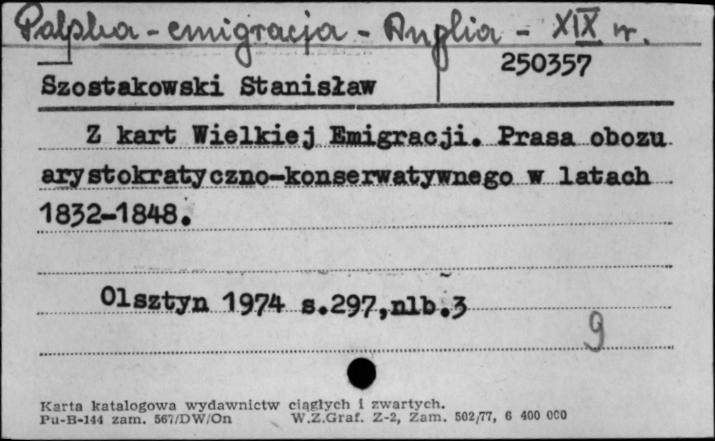 Polska - emigracja - Anglia - XIX w.
250357
Szostakowski Stanisław
Z kart Wielkiej Emigracji. Prasa obozu
arystokratyczno-konserwatywnego w latach
1832-1848.
Olsztyn 1974 s.297,nlb.3
9
Karta katalogowa wydawnictw ciągłych i zwartych.
Pu-B-144 zam. 567/DW/On W.Z.Graf. Z-2, Zam. 502/77, 6 400 000